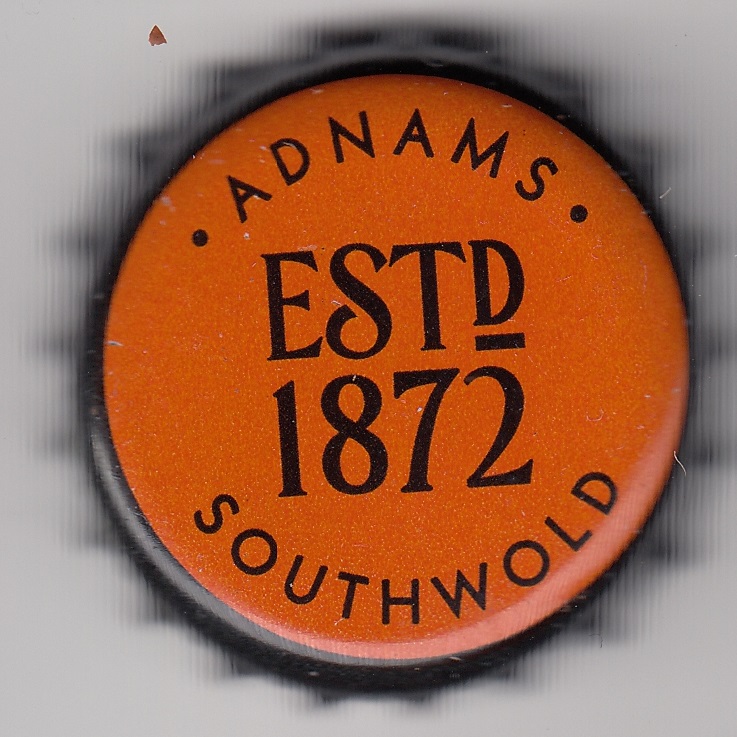 • ADNAMS •
ESTD
1872
SOUTHWOLD